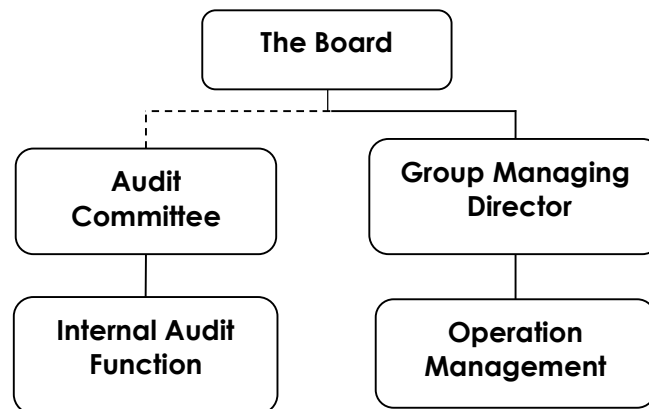 The Board
Audit
Committee
Group Managing
Director
Internal Audit
Function
Operation
Management